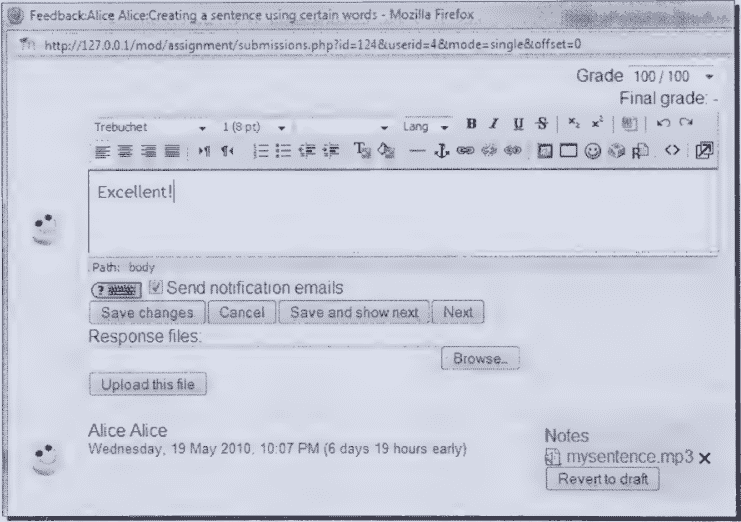 Feedback:Alice Alice:Creating a sentence using certain words - Mozilla Firefox
http://127.0.0.1/mod/assignment/submissions.php?id=124&userid=4&mode=single&offset=0
Grade 100 / 100
Final grade: -
Trebuchet 1 (8 pt) Lang B I U S x₂ x²
Excellent!
Path: body
? Send notification emails
Save changes Cancel Save and show next Next
Response files:
Browse...
Upload this file
Alice Alice
Wednesday, 19 May 2010, 10:07 PM (6 days 19 hours early)
Notes
mysentence.mp3
Revert to draft